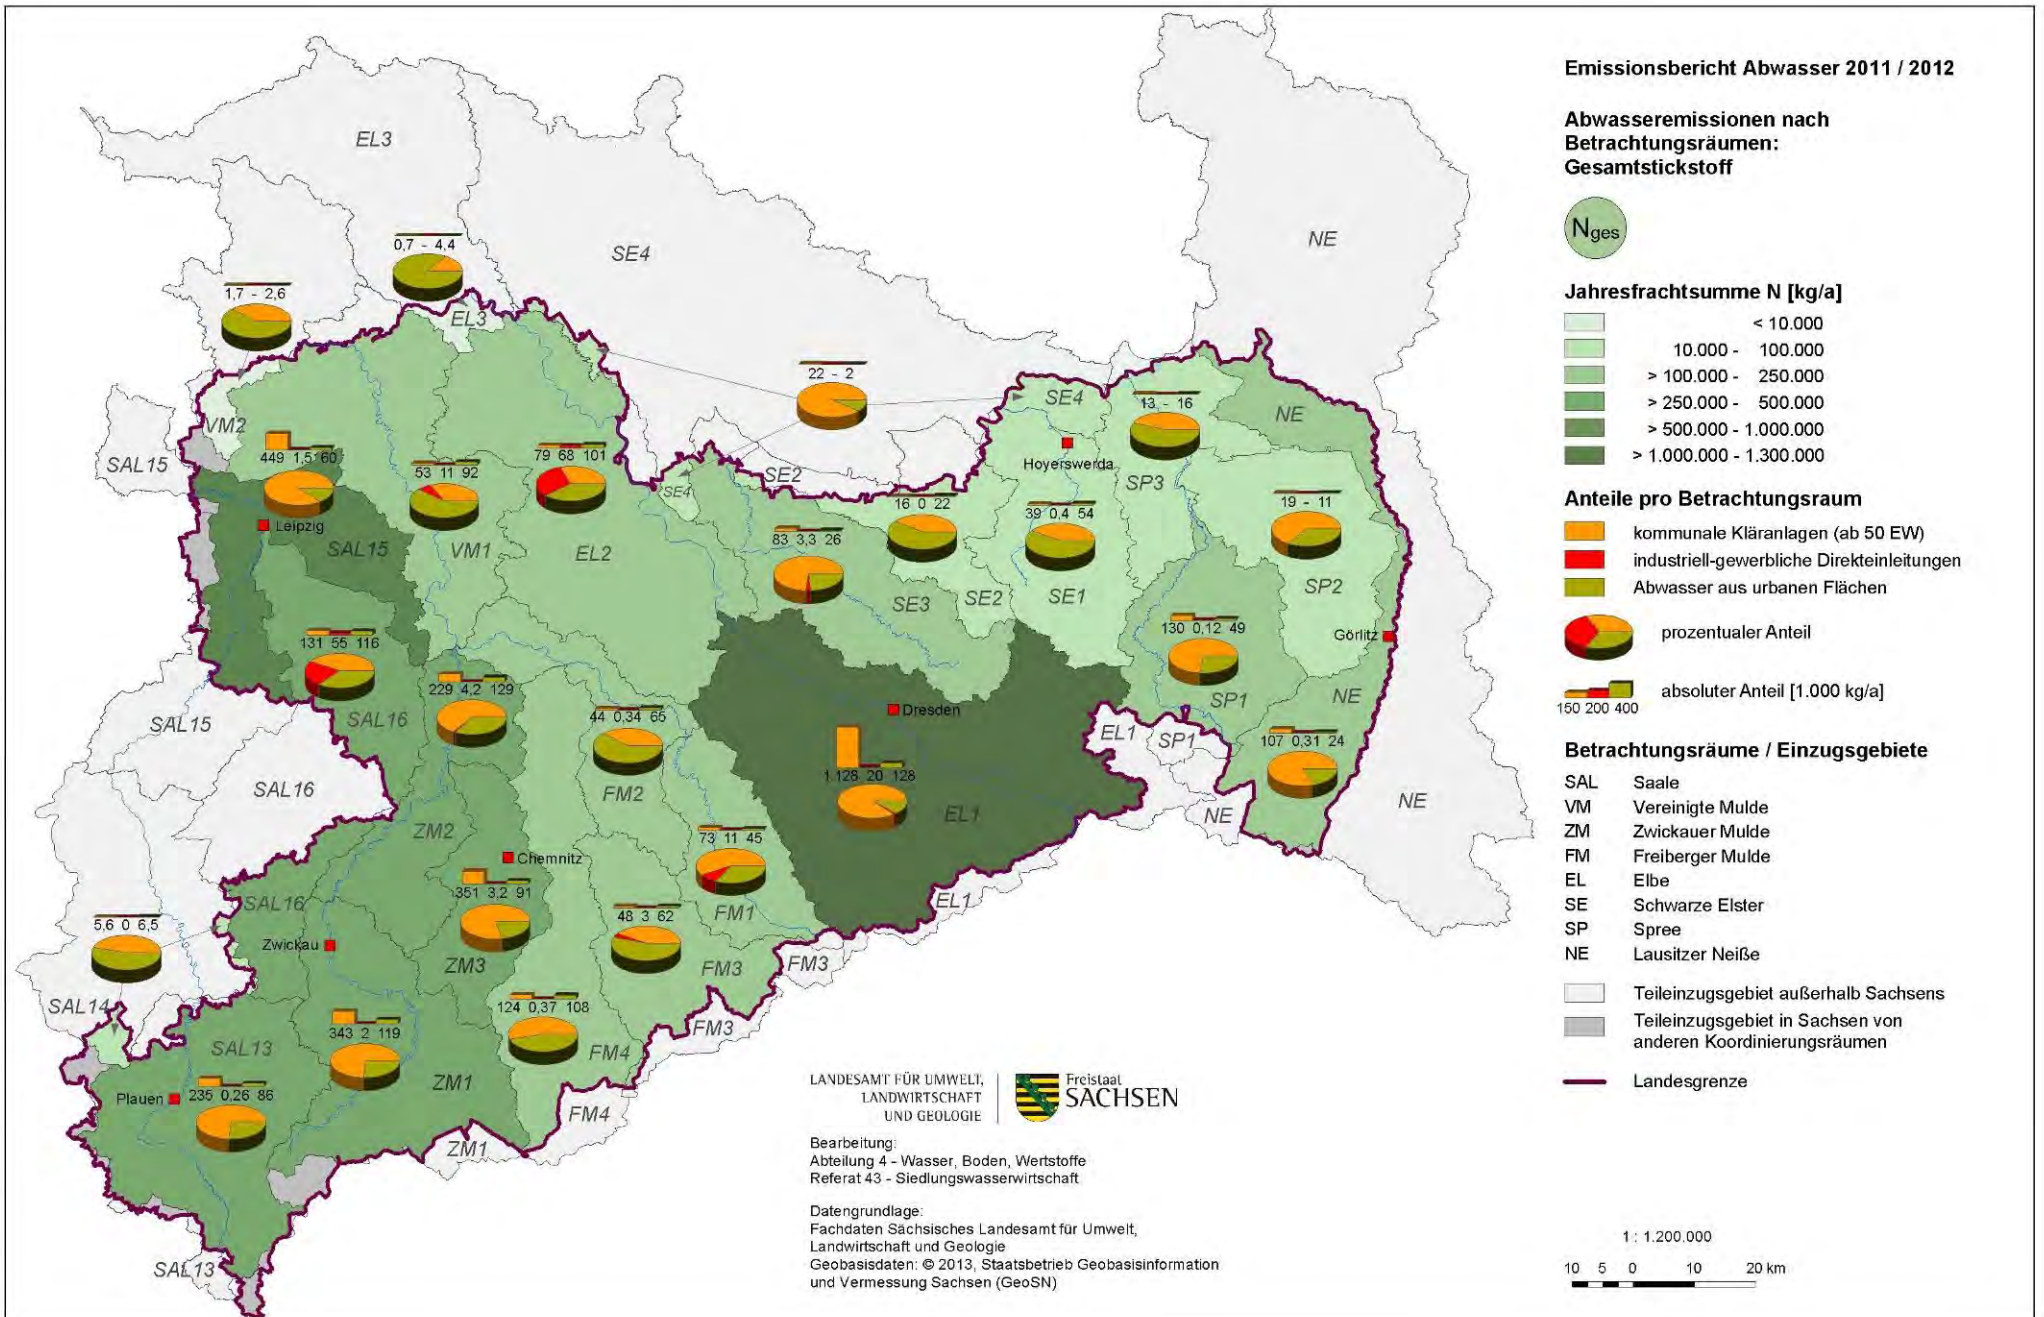 Emissionsbericht Abwasser 2011 / 2012
Abwasseremissionen nach
Betrachtungsräumen:
Gesamtstickstoff
Nges
Jahresfrachtsumme N [kg/a]
< 10.000
10.000 - 100.000
> 100.000 - 250.000
> 250.000 - 500.000
> 500.000 - 1.000.000
> 1.000.000 - 1.300.000
Anteile pro Betrachtungsraum
kommunale Kläranlagen (ab 50 EW)
industriell-gewerbliche Direkteinleitungen
Abwasser aus urbanen Flächen
prozentualer Anteil
absoluter Anteil [1.000 kg/a]
150 200 400
Betrachtungsräume / Einzugsgebiete
SAL Saale
VM Vereinigte Mulde
ZM Zwickauer Mulde
FM Freiberger Mulde
EL Elbe
SE Schwarze Elster
SP Spree
NE Lausitzer Neiße
Teileinzugsgebiet außerhalb Sachsens
Teileinzugsgebiet in Sachsen von
anderen Koordinierungsräumen
Landesgrenze
1 : 1.200.000
10 5 0 10 20 km
EL3
SE4
NE
0,7 - 4,4
1,7 - 2,6
EL3
22 - 2
SE4
13 - 16
NE
VM2
SAL15
449 1,5 60
53 11 92
79 68 101
SE2
Hoyerswerda
SP3
SE4
16 0 22
39 0,4 54
19 - 11
Leipzig
SAL15
VM1
EL2
83 3,3 26
SE3
SE2
SE1
SP2
131 55 116
130 0,12 49
Görlitz
229 4,2 129
SAL16
SAL15
44 0,34 65
Dresden
SP1
NE
EL1
SP1
107 0,31 24
SAL16
FM2
1.128 20 128
EL1
NE
NE
ZM2
73 11 45
Chemnitz
351 3,2 91
SAL16
FM1
EL1
5,6 0 6,5
48 3 62
Zwickau
ZM3
FM3
FM3
SAL14
124 0,37 108
FM3
343 2 119
SAL13
FM4
ZM1
235 0,26 86
Plauen
FM4
ZM1
SAL13
LANDESAMT FÜR UMWELT,
LANDWIRTSCHAFT
UND GEOLOGIE
Freistaat
SACHSEN
Bearbeitung:
Abteilung 4 - Wasser, Boden, Wertstoffe
Referat 43 - Siedlungswasserwirtschaft
Datengrundlage:
Fachdaten Sächsisches Landesamt für Umwelt,
Landwirtschaft und Geologie
Geobasisdaten: © 2013, Staatsbetrieb Geobasisinformation
und Vermessung Sachsen (GeoSN)